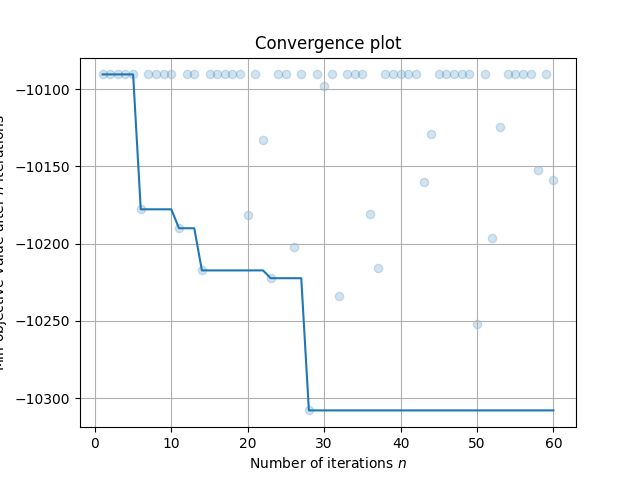 Convergence plot
objective value after n iterations
−10100
−10150
−10200
−10250
−10300
0 10 20 30 40 50 60
Number of iterations n